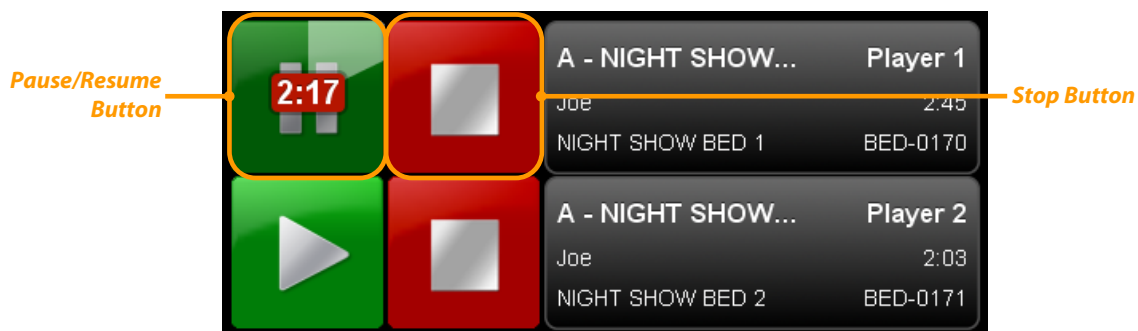 Pause/Resume
Button
2:17
A - NIGHT SHOW... Player 1
Joe 2:45
NIGHT SHOW BED 1 BED-0170
Stop Button
A - NIGHT SHOW... Player 2
Joe 2:03
NIGHT SHOW BED 2 BED-0171